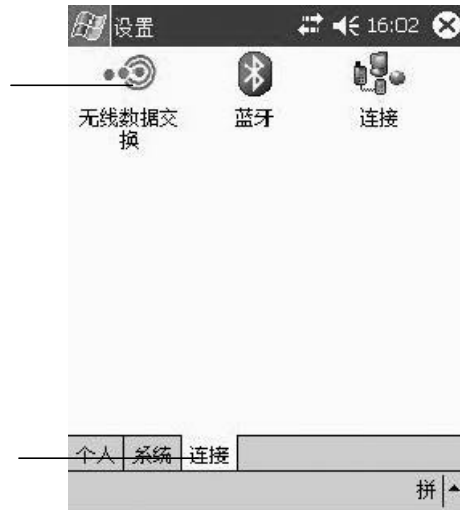 设置 16:02
无线数据交换 蓝牙 连接
个人 系统 连接
拼